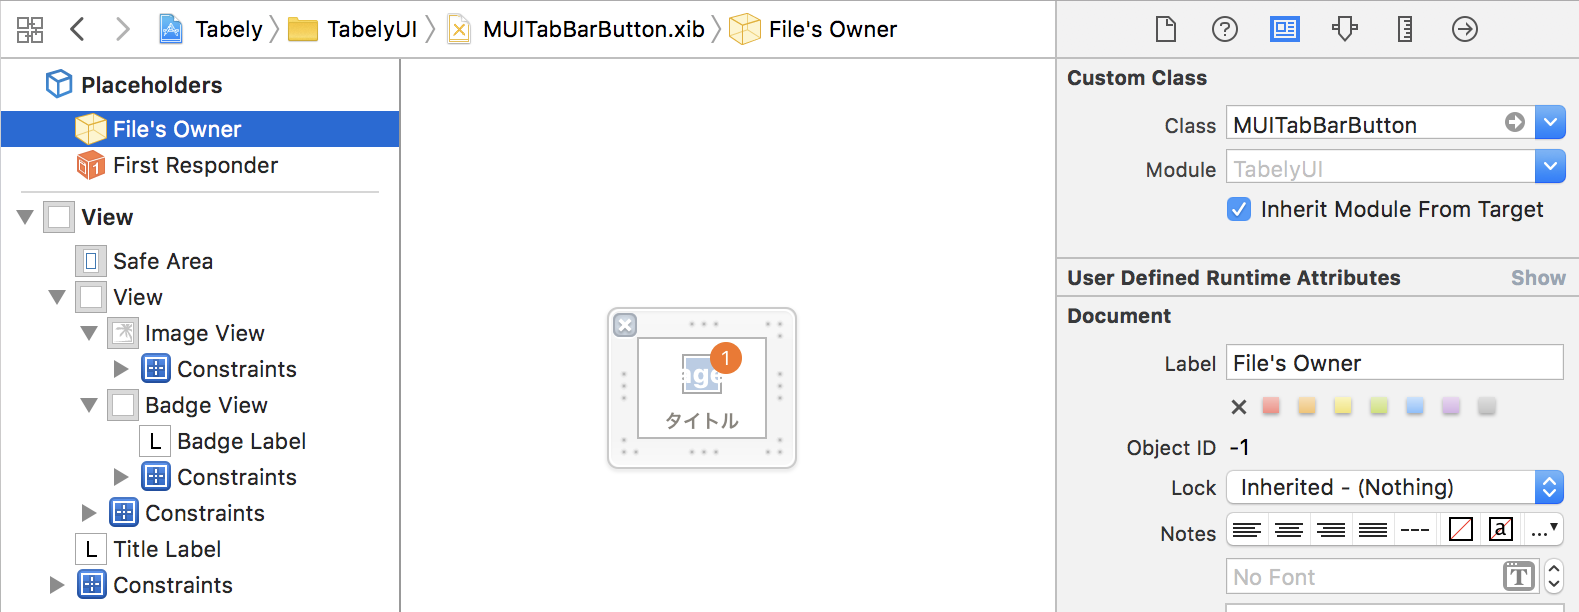 Tabely TabelyUI MUITabBarButton.xib File's Owner
Placeholders
File's Owner
1 First Responder
View
Safe Area
View
Image View
Constraints
Badge View
L Badge Label
Constraints
Constraints
L Title Label
Constraints
age
1
タイトル
Custom Class
Class MUITabBarButton
Module TabelyUI
Inherit Module From Target
User Defined Runtime Attributes Show
Document
Label File's Owner
Object ID -1
Lock Inherited - (Nothing)
Notes a ...
No Font T